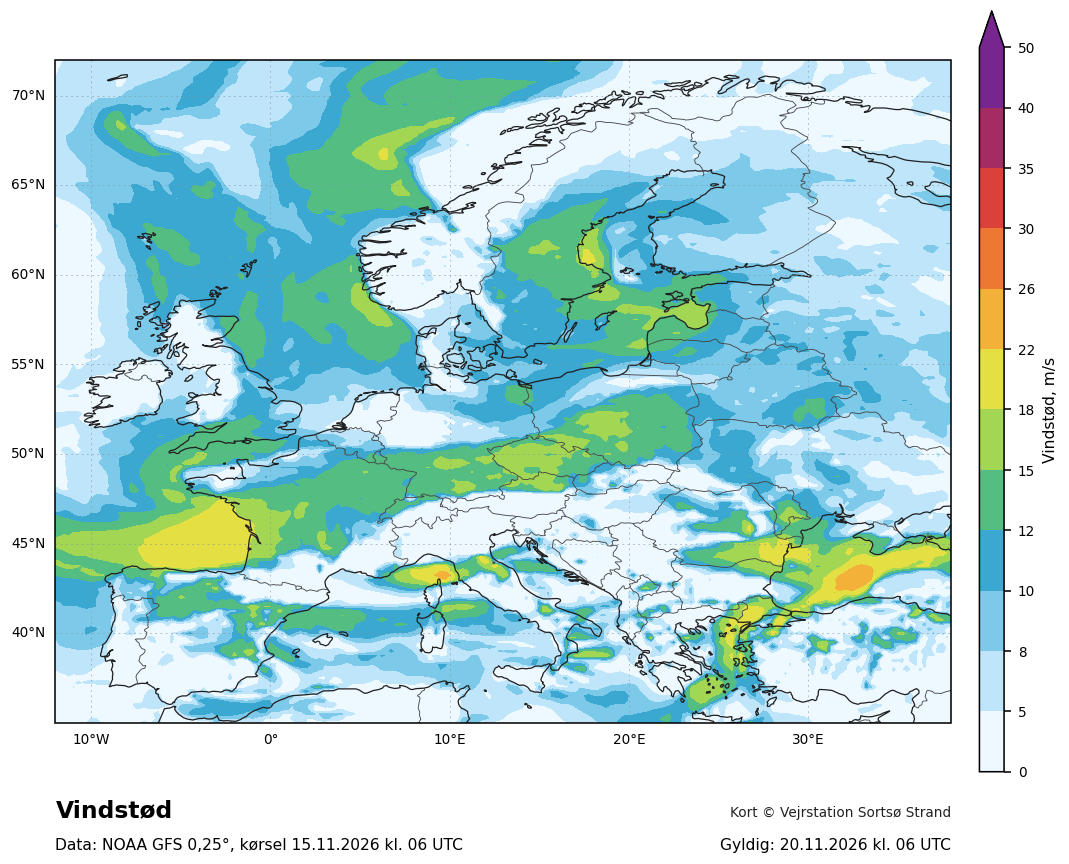 50
40
35
30
26
22
18
15
12
10
8
5
0
Vindstød, m/s
70°N
65°N
60°N
55°N
50°N
45°N
40°N
10°W
0°
10°E
20°E
30°E
Vindstød
Kort © Vejrstation Sortsø Strand
Data: NOAA GFS 0,25°, kørsel 15.11.2026 kl. 06 UTC
Gyldig: 20.11.2026 kl. 06 UTC